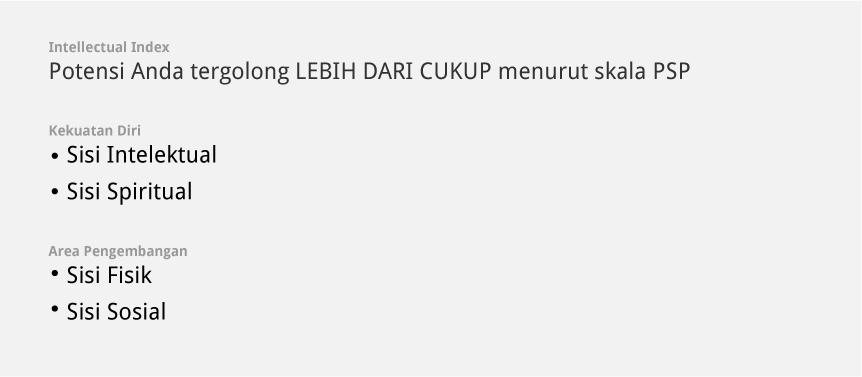 Intellectual Index
Potensi Anda tergolong LEBIH DARI CUKUP menurut skala PSP
Kekuatan Diri
• Sisi Intelektual
• Sisi Spiritual
Area Pengembangan
• Sisi Fisik
• Sisi Sosial